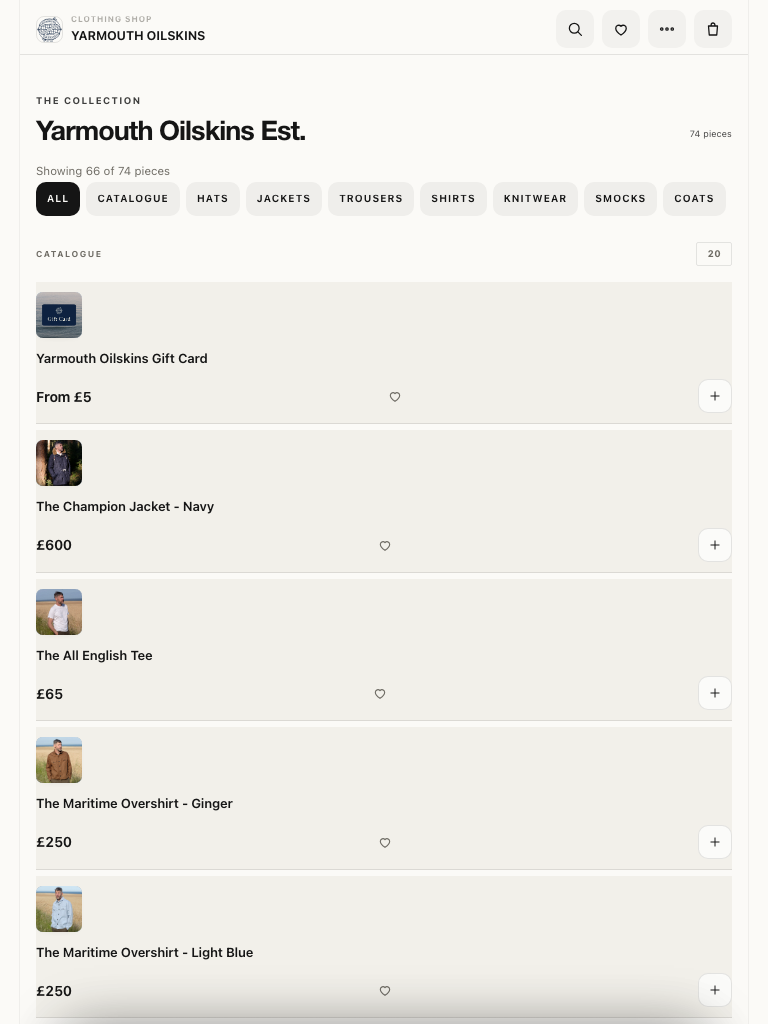 CLOTHING SHOP
YARMOUTH OILSKINS
THE COLLECTION
Yarmouth Oilskins Est.
74 pieces
Showing 66 of 74 pieces
ALL
CATALOGUE
HATS
JACKETS
TROUSERS
SHIRTS
KNITWEAR
SMOCKS
COATS
CATALOGUE
20
Gift Card
Yarmouth Oilskins Gift Card
From £5
The Champion Jacket - Navy
£600
The All English Tee
£65
The Maritime Overshirt - Ginger
£250
The Maritime Overshirt - Light Blue
£250